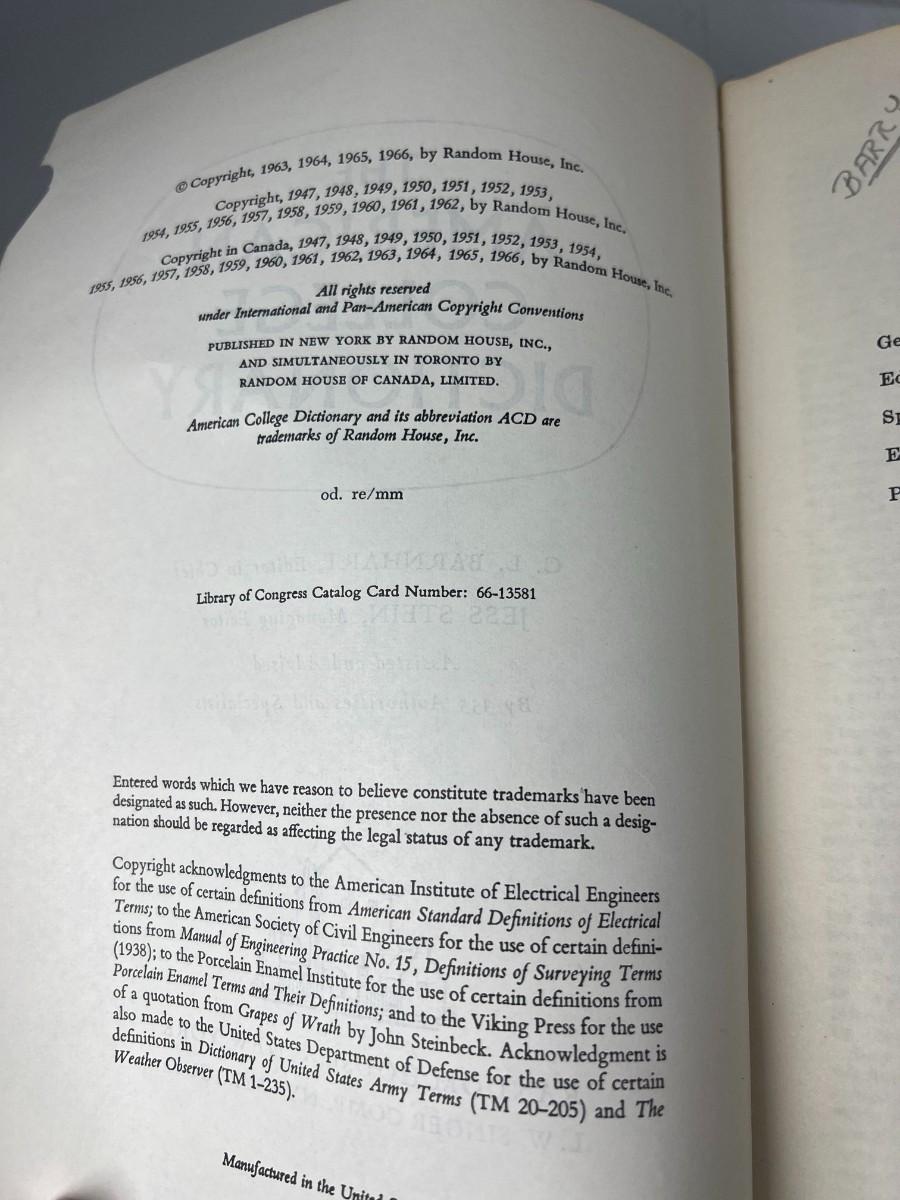 © Copyright, 1963, 1964, 1965, 1966, by Random House, Inc.
Copyright, 1947, 1948, 1949, 1950, 1951, 1952, 1953,
1954, 1955, 1956, 1957, 1958, 1959, 1960, 1961, 1962, by Random House, Inc.
Copyright in Canada, 1947, 1948, 1949, 1950, 1951, 1952, 1953, 1954,
1955, 1956, 1957, 1958, 1959, 1960, 1961, 1962, 1963, 1964, 1965, 1966, by Random House, Inc.
All rights reserved
under International and Pan-American Copyright Conventions
PUBLISHED IN NEW YORK BY RANDOM HOUSE, INC.,
AND SIMULTANEOUSLY IN TORONTO BY
RANDOM HOUSE OF CANADA, LIMITED.
American College Dictionary and its abbreviation ACD are
trademarks of Random House, Inc.
od. re/mm
Library of Congress Catalog Card Number: 66-13581
Entered words which we have reason to believe constitute trademarks have been
designated as such. However, neither the presence nor the absence of such a desig-
nation should be regarded as affecting the legal status of any trademark.
Copyright acknowledgments to the American Institute of Electrical Engineers
for the use of certain definitions from American Standard Definitions of Electrical
Terms; to the American Society of Civil Engineers for the use of certain defini-
tions from Manual of Engineering Practice No. 15, Definitions of Surveying Terms
(1938); to the Porcelain Enamel Institute for the use of certain definitions from
Porcelain Enamel Terms and Their Definitions; and to the Viking Press for the use
of a quotation from Grapes of Wrath by John Steinbeck. Acknowledgment is
also made to the United States Department of Defense for the use of certain
definitions in Dictionary of United States Army Terms (TM 20–205) and The
Weather Observer (TM 1–235).
Manufactured in the United
BARR
Ge
Ed
Sp
E
P